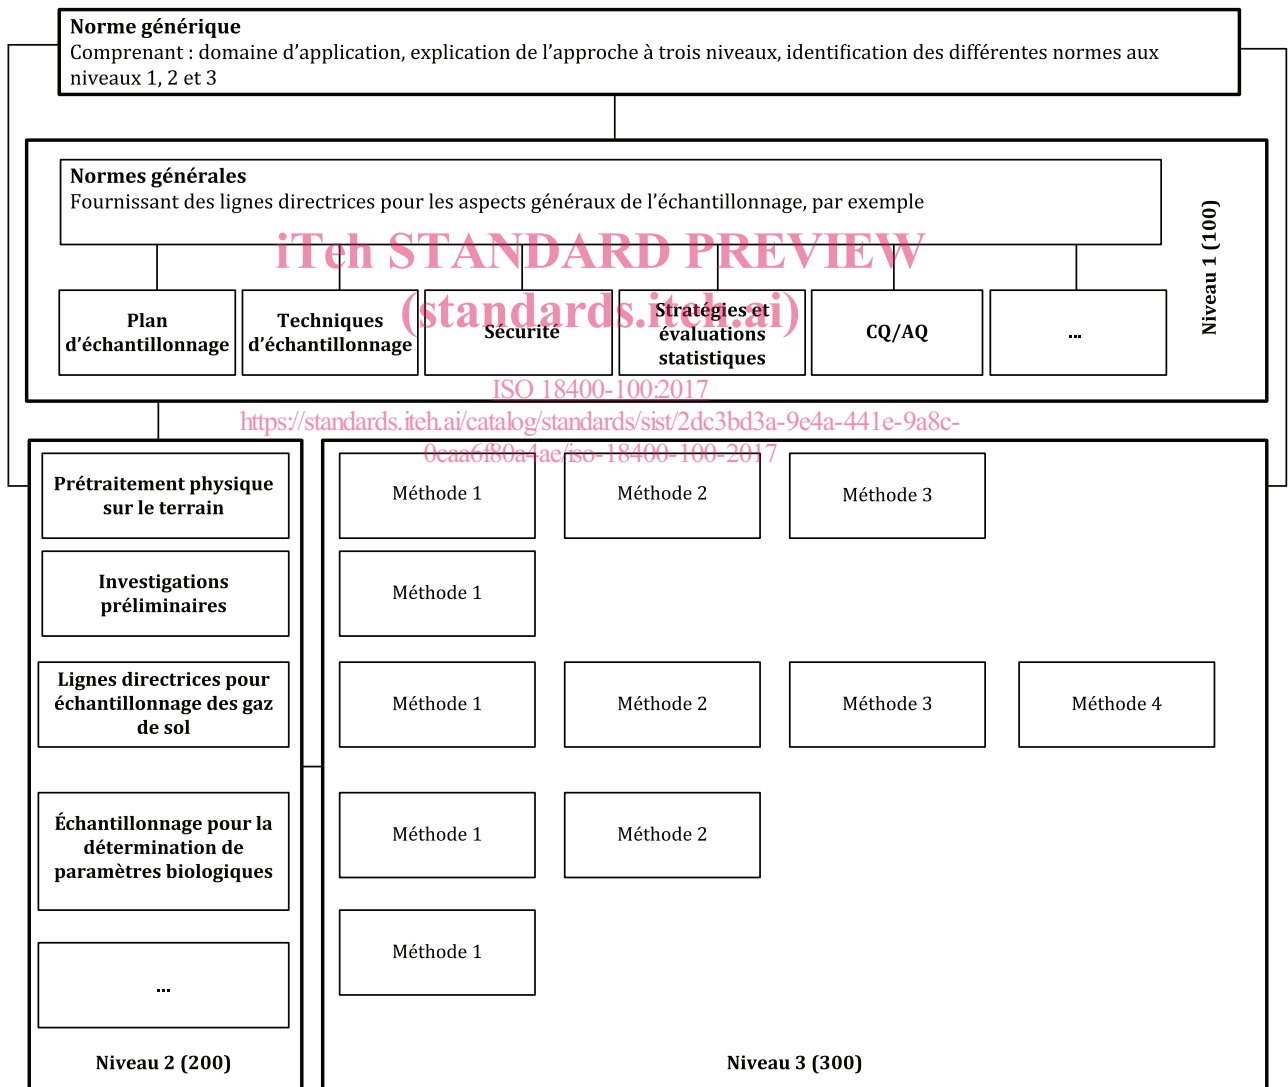 Norme générique
Comprenant : domaine d’application, explication de l’approche à trois niveaux, identification des différentes normes aux
niveaux 1, 2 et 3
Normes générales
Fournissant des lignes directrices pour les aspects généraux de l’échantillonnage, par exemple
Niveau 1 (100)
iTeh STANDARD PREVIEW
(standards.iteh.ai)
Plan
d’échantillonnage
Techniques
d’échantillonnage
Sécurité
Stratégies et
évaluations
statistiques
CQ/AQ
...
ISO 18400-100:2017
https://standards.iteh.ai/catalog/standards/sist/2dc3bd3a-9e4a-441e-9a8c-
0caa6f80a4ae/iso-18400-100-2017
Prétraitement physique
sur le terrain
Méthode 1
Méthode 2
Méthode 3
Investigations
préliminaires
Méthode 1
Lignes directrices pour
échantillonnage des gaz
de sol
Méthode 1
Méthode 2
Méthode 3
Méthode 4
Échantillonnage pour la
détermination de
paramètres biologiques
Méthode 1
Méthode 2
...
Méthode 1
Niveau 2 (200)
Niveau 3 (300)